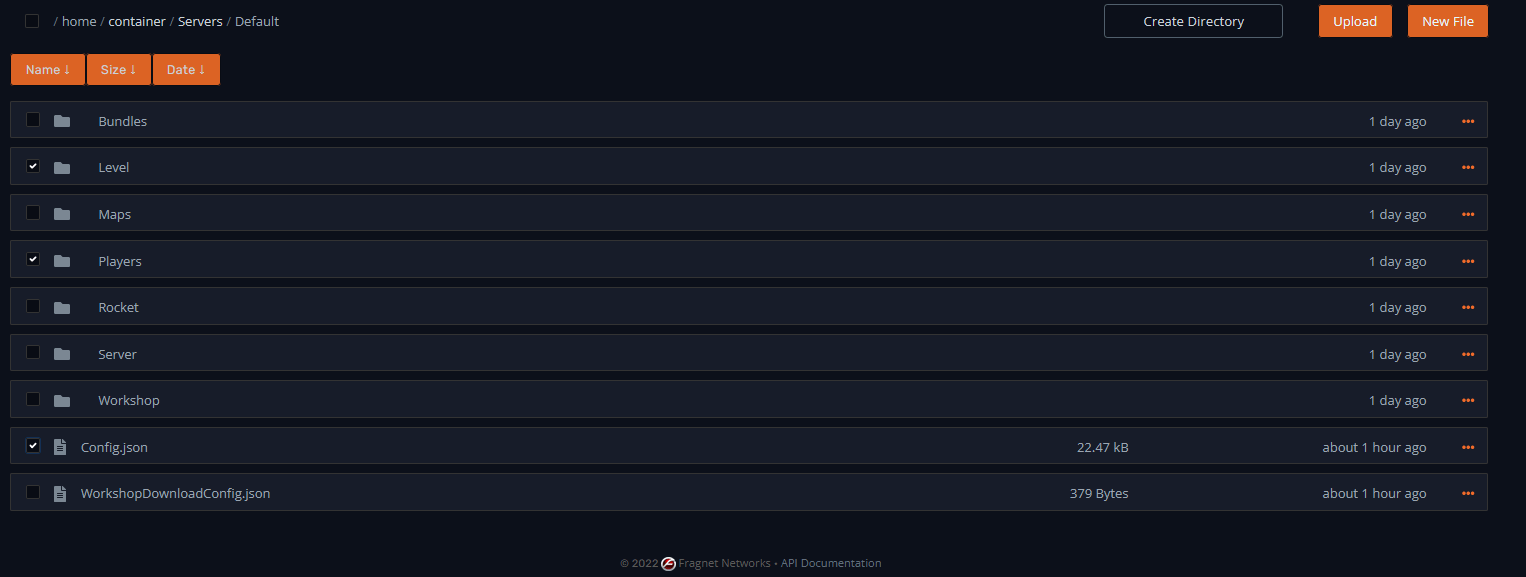 / home / container / Servers / Default Create Directory Upload New File
Name ↓ Size ↓ Date ↓
Bundles 1 day ago
Level 1 day ago
Maps 1 day ago
Players 1 day ago
Rocket 1 day ago
Server 1 day ago
Workshop 1 day ago
Config.json 22.47 kB about 1 hour ago
WorkshopDownloadConfig.json 379 Bytes about 1 hour ago
© 2022 Fragnet Networks • API Documentation